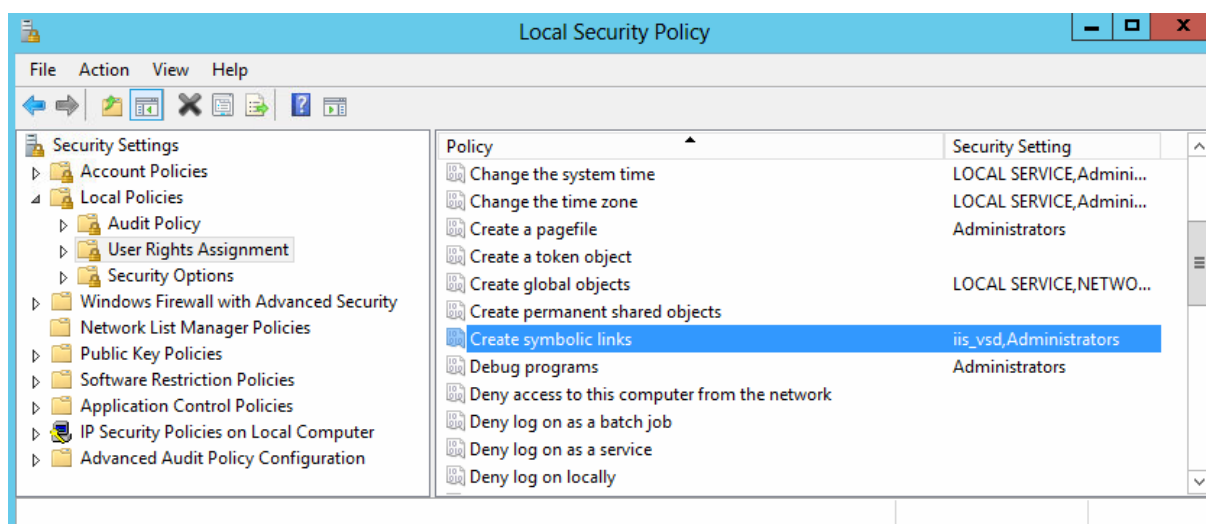 Local Security Policy
File Action View Help
Security Settings
Account Policies
Local Policies
Audit Policy
User Rights Assignment
Security Options
Windows Firewall with Advanced Security
Network List Manager Policies
Public Key Policies
Software Restriction Policies
Application Control Policies
IP Security Policies on Local Computer
Advanced Audit Policy Configuration
Policy Security Setting
Change the system time LOCAL SERVICE,Admini...
Change the time zone LOCAL SERVICE,Admini...
Create a pagefile Administrators
Create a token object
Create global objects LOCAL SERVICE,NETWO...
Create permanent shared objects
Create symbolic links iis_vsd,Administrators
Debug programs Administrators
Deny access to this computer from the network
Deny log on as a batch job
Deny log on as a service
Deny log on locally